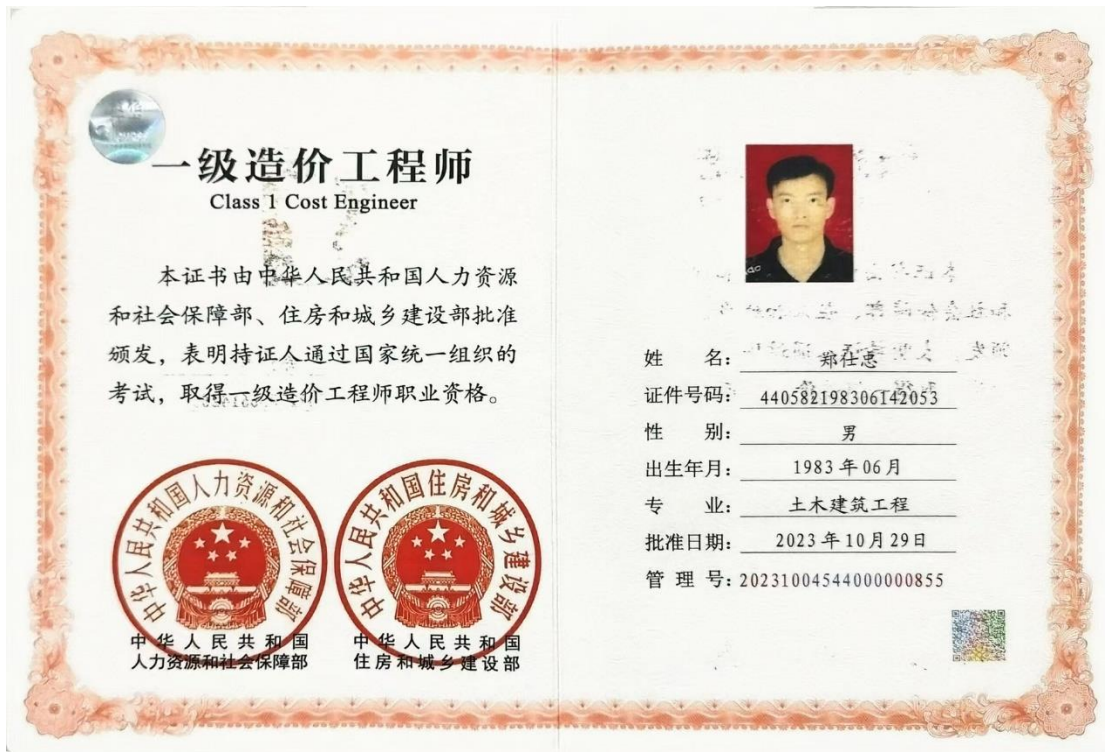 一级造价工程师
Class 1 Cost Engineer
本证书由中华人民共和国人力资源
和社会保障部、住房和城乡建设部批准
颁发，表明持证人通过国家统一组织的
考试，取得一级造价工程师职业资格。
中华人民共和国人力资源和社会保障部
中华人民共和国
人力资源和社会保障部
中华人民共和国住房和城乡建设部
中华人民共和国
住房和城乡建设部
姓 名： 郑仕忠
证件号码： 440582198306142053
性 别： 男
出生年月： 1983年06月
专 业： 土木建筑工程
批准日期： 2023年10月29日
管 理 号：20231004544000000855